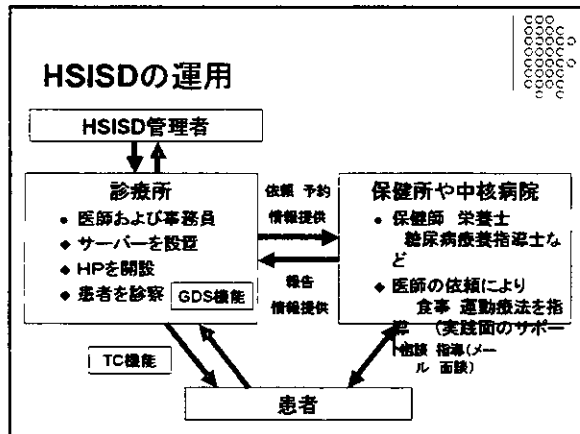 HSISDの運用
HSISD管理者
診療所
● 医師および事務員
◆ サーバーを設置
◆ HPを開設
◆ 患者を診察
GDS機能
依頼 予約
情報提供
報告
情報提供
保健所や中核病院
● 保健師 栄養士
糖尿病療養指導士な
ど
◆ 医師の依頼により
食事 運動療法を指
導 (実践面のサポー
ト
相談 指導(メー
ル 面談)
TC機能
患者